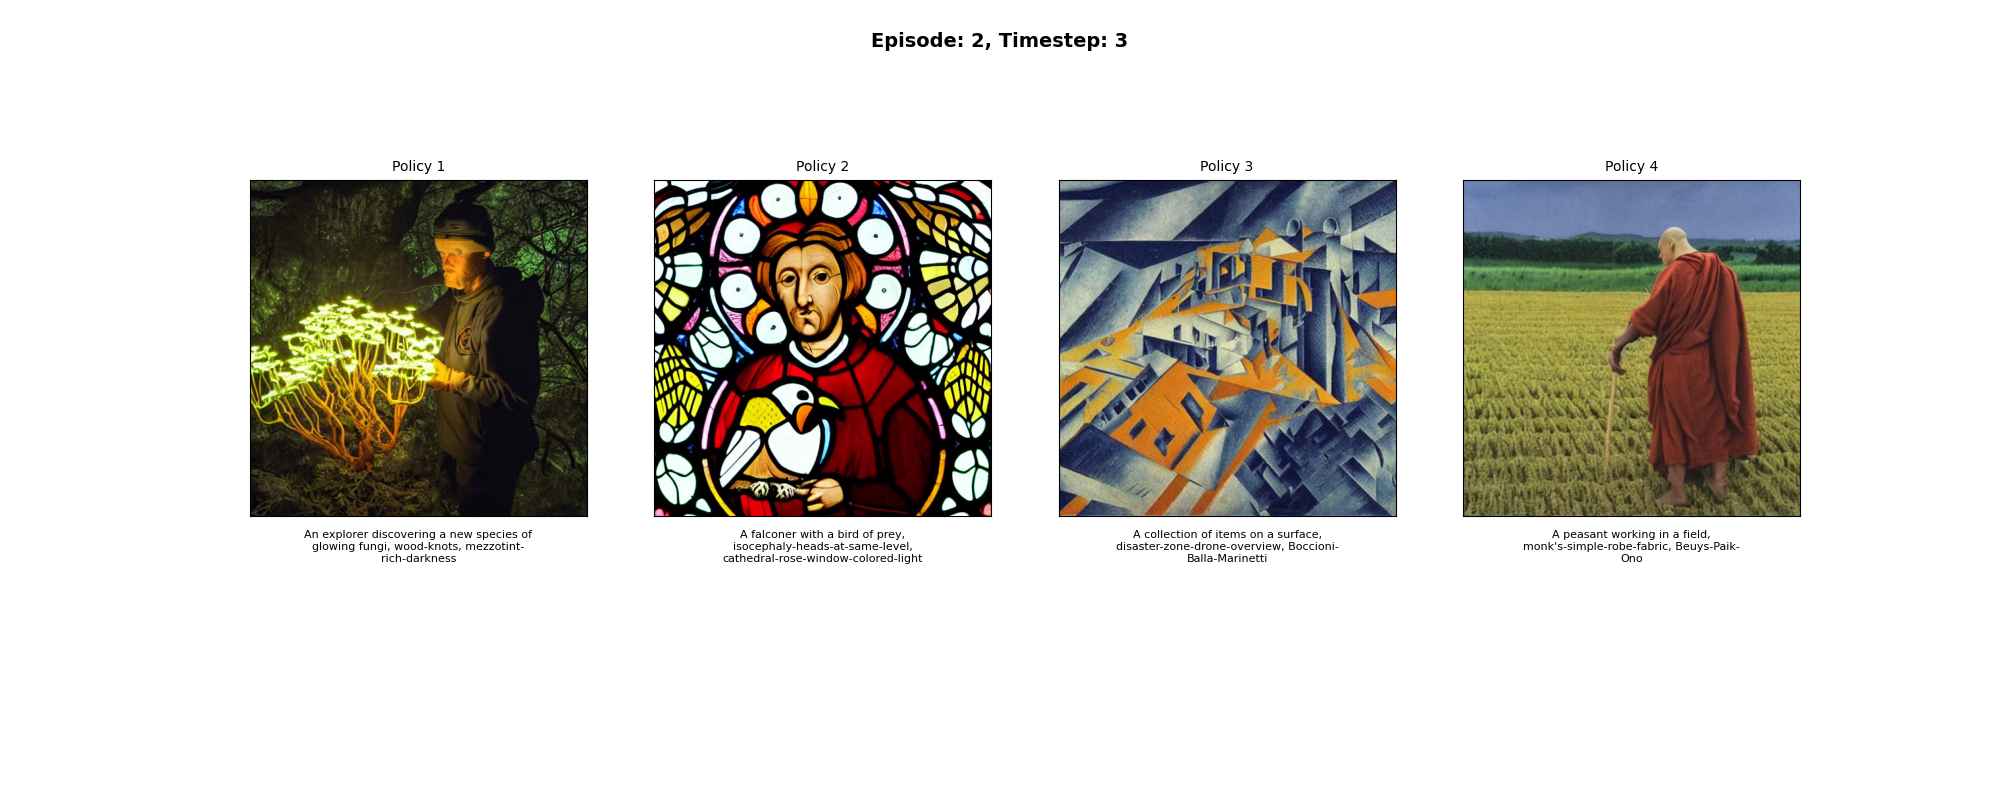 Episode: 2, Timestep: 3
Policy 1
Policy 2
Policy 3
Policy 4
An explorer discovering a new species of
glowing fungi, wood-knots, mezzotint-
rich-darkness
A falconer with a bird of prey,
isocephaly-heads-at-same-level,
cathedral-rose-window-colored-light
A collection of items on a surface,
disaster-zone-drone-overview, Boccioni-
Balla-Marinetti
A peasant working in a field,
monk's-simple-robe-fabric, Beuys-Paik-
Ono